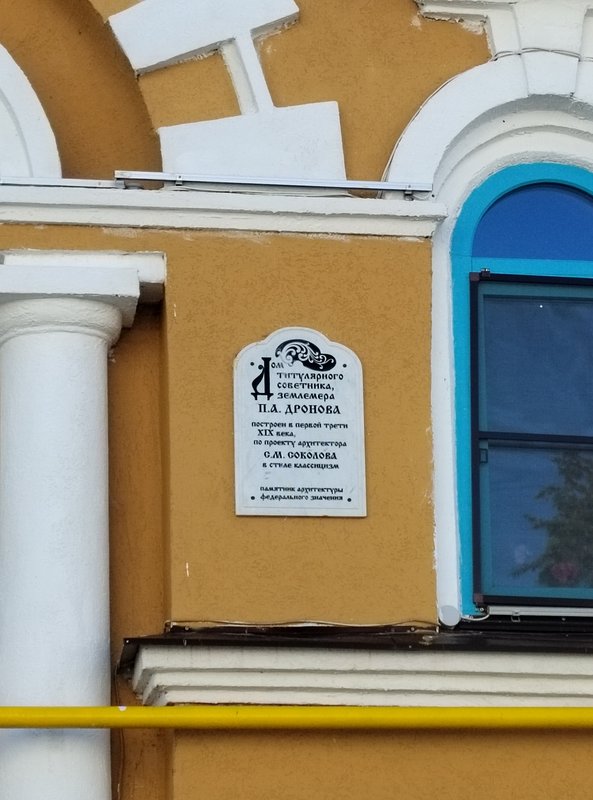 Дом
титулярного
советника,
землемера
П.А. ДРОНОВА
построен в первой трети
XIX века,
по проекту архитектора
С.М. СОКОЛОВА
в стиле классицизм
памятник архитектуры
федерального значения